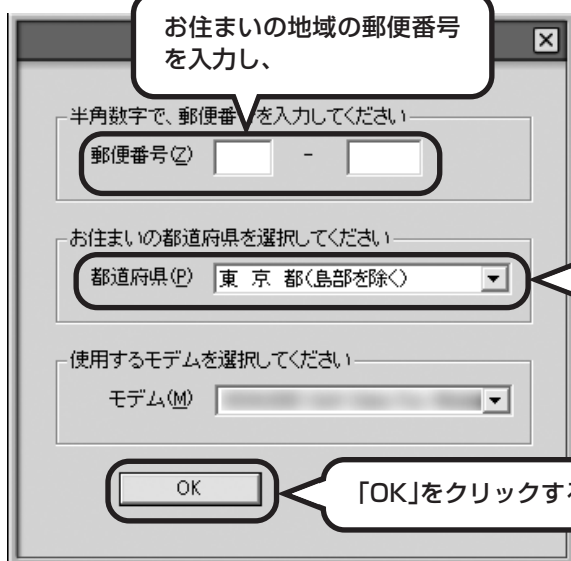 お住まいの地域の郵便番号
を入力し、
半角数字で、郵便番 を入力してください
郵便番号(Z) -
お住まいの都道府県を選択してください
都道府県(P) 東 京 都(島部を除く)
使用するモデムを選択してください
モデム(M)
OK
「OK」をクリックする